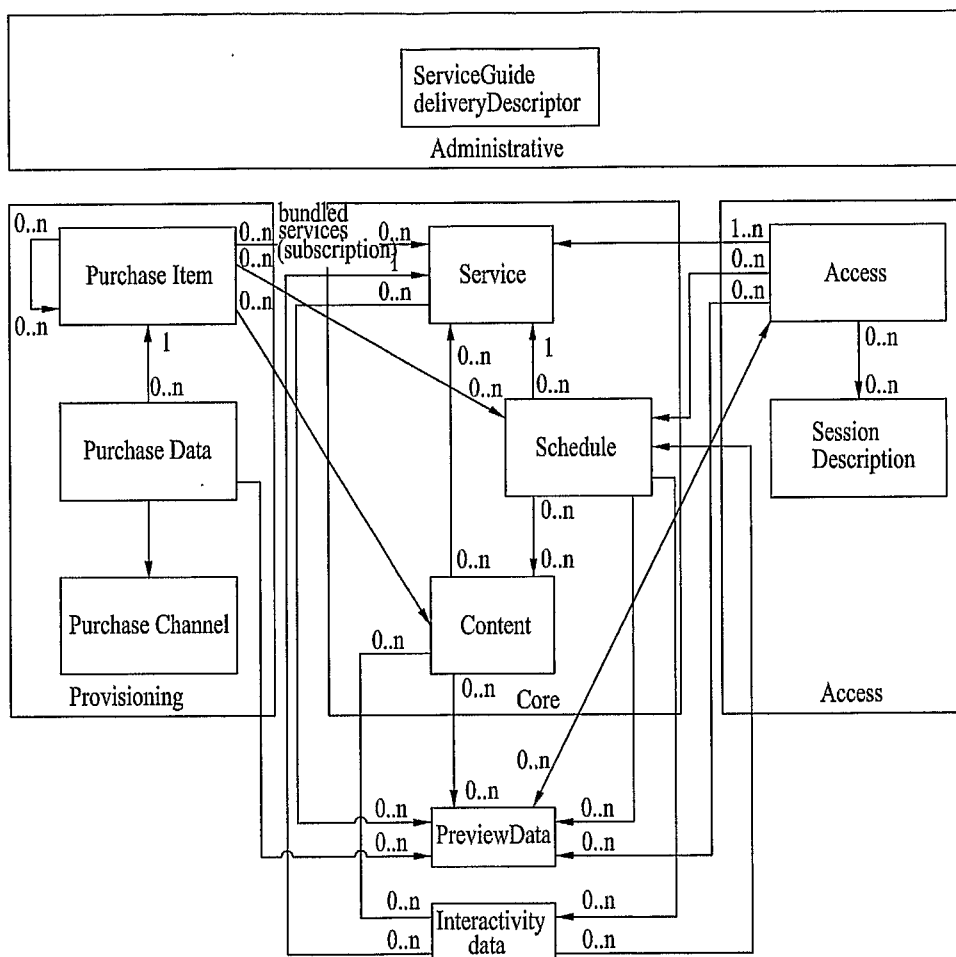 ServiceGuide
deliveryDescriptor
Administrative
0..n
0..n
Purchase Item
0..n
0..n
0..n
bundled
services
(subscription)
0..n
1
0..n
Service
1..n
0..n
0..n
Access
1
0..n
0..n
0..n
1
0..n
0..n
0..n
Purchase Data
Schedule
Session
Description
0..n
0..n
0..n
Purchase Channel
Content
0..n
0..n
Provisioning
Core
Access
0..n
0..n
0..n
0..n
0..n
0..n
PreviewData
0..n
0..n
0..n
0..n
0..n
Interactivity
data